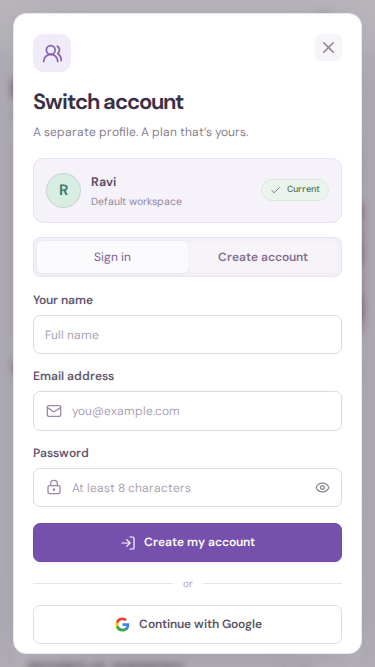 Switch account
A separate profile. A plan that's yours.
R
Ravi
Default workspace
Current
Sign in
Create account
Your name
Full name
Email address
you@example.com
Password
At least 8 characters
Create my account
or
Continue with Google